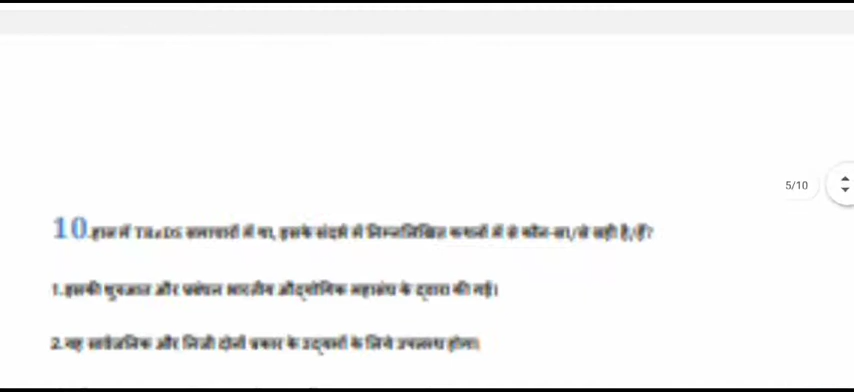 5/10
10.हाल में TReDS समाचारों में था, इसके संदर्भ में निम्नलिखित कथनों में से कौन-सा/से सही है/हैं?
1.इसकी शुरुआत और प्रबंधन भारतीय औद्योगिक महासंघ के द्वारा की गई।
2.यह सार्वजनिक और निजी दोनों प्रकार के उद्यमों के लिये उपलब्ध होगा।